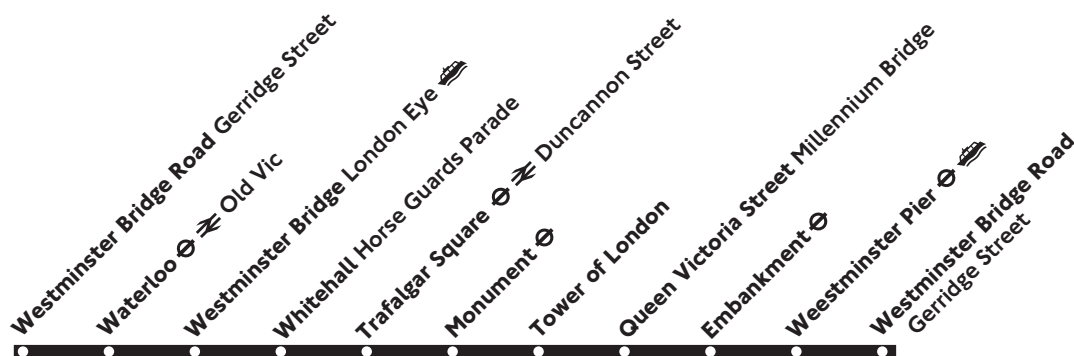 Westminster Bridge Road Gerridge Street
Waterloo Old Vic
Westminster Bridge London Eye
Whitehall Horse Guards Parade
Trafalgar Square Duncannon Street
Monument
Tower of London
Queen Victoria Street Millennium Bridge
Embankment
Weestminster Pier
Westminster Bridge Road
Gerridge Street